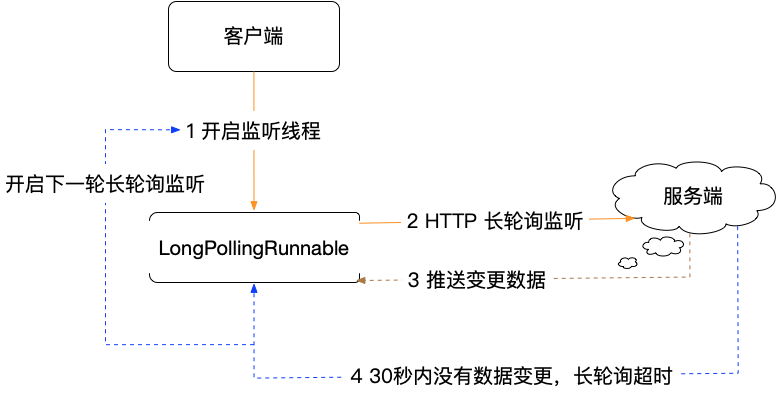 客户端
1 开启监听线程
开启下一轮长轮询监听
服务端
2 HTTP 长轮询监听
LongPollingRunnable
3 推送变更数据
4 30秒内没有数据变更，长轮询超时